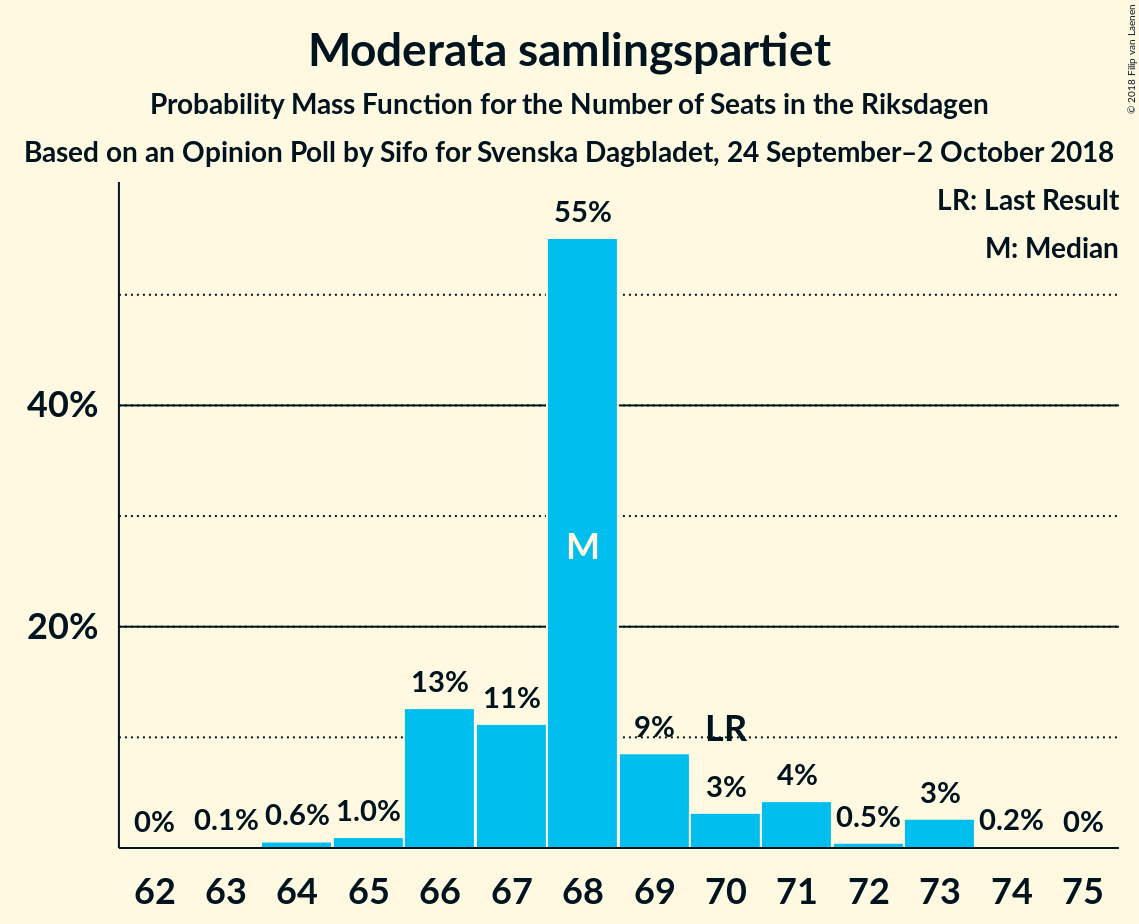 Moderata samlingspartiet
Probability Mass Function for the Number of Seats in the Riksdagen
Based on an Opinion Poll by Sifo for Svenska Dagbladet, 24 September–2 October 2018
© 2018 Filip van Laenen
LR: Last Result
M: Median
55%
40%
M
20%
13%
11%
9%
LR
3%
4%
0%
0.1%
0.6%
1.0%
0.5%
3%
0.2%
0%
62 63 64 65 66 67 68 69 70 71 72 73 74 75